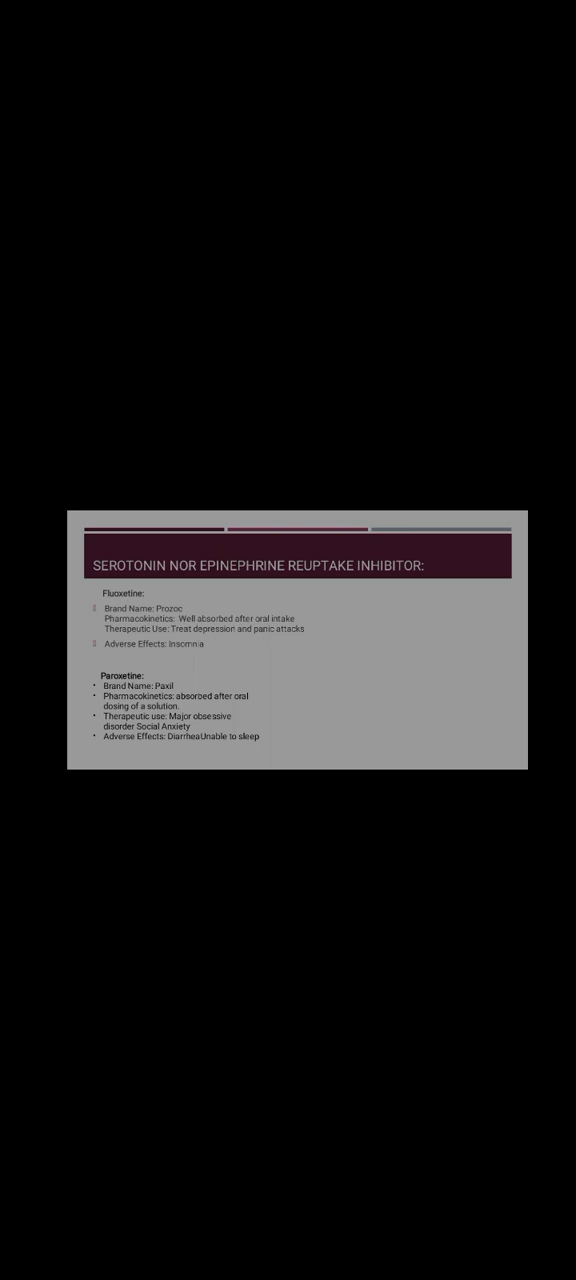 SEROTONIN NOR EPINEPHRINE REUPTAKE INHIBITOR:
Fluoxetine:
Brand Name: Prozoc
Pharmacokinetics: Well absorbed after oral intake
Therapeutic Use: Treat depression and panic attacks
Adverse Effects: Insomnia
Paroxetine:
• Brand Name: Paxil
• Pharmacokinetics: absorbed after oral
dosing of a solution.
• Therapeutic use: Major obsessive
disorder Social Anxiety
• Adverse Effects: DiarrheaUnable to sleep